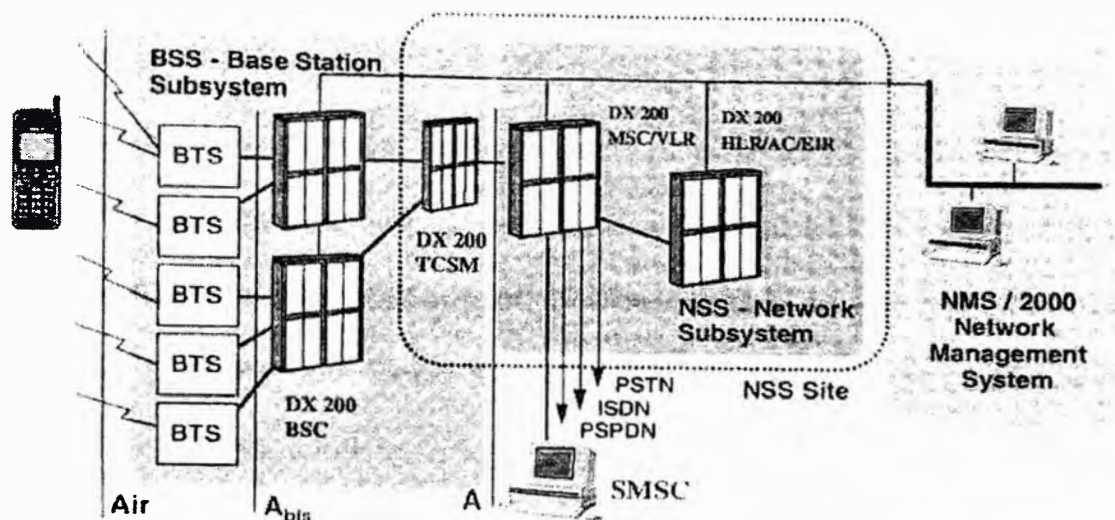 BSS - Base Station
Subsystem
BTS
BTS
BTS
BTS
BTS
DX 200
BSC
DX 200
TCSM
DX 200
MSC/VLR
DX 200
HLR/AC/EIR
NSS - Network
Subsystem
NSS Site
PSTN
ISDN
PSPDN
SMSC
NMS / 2000
Network
Management
System
Air
Abis
A